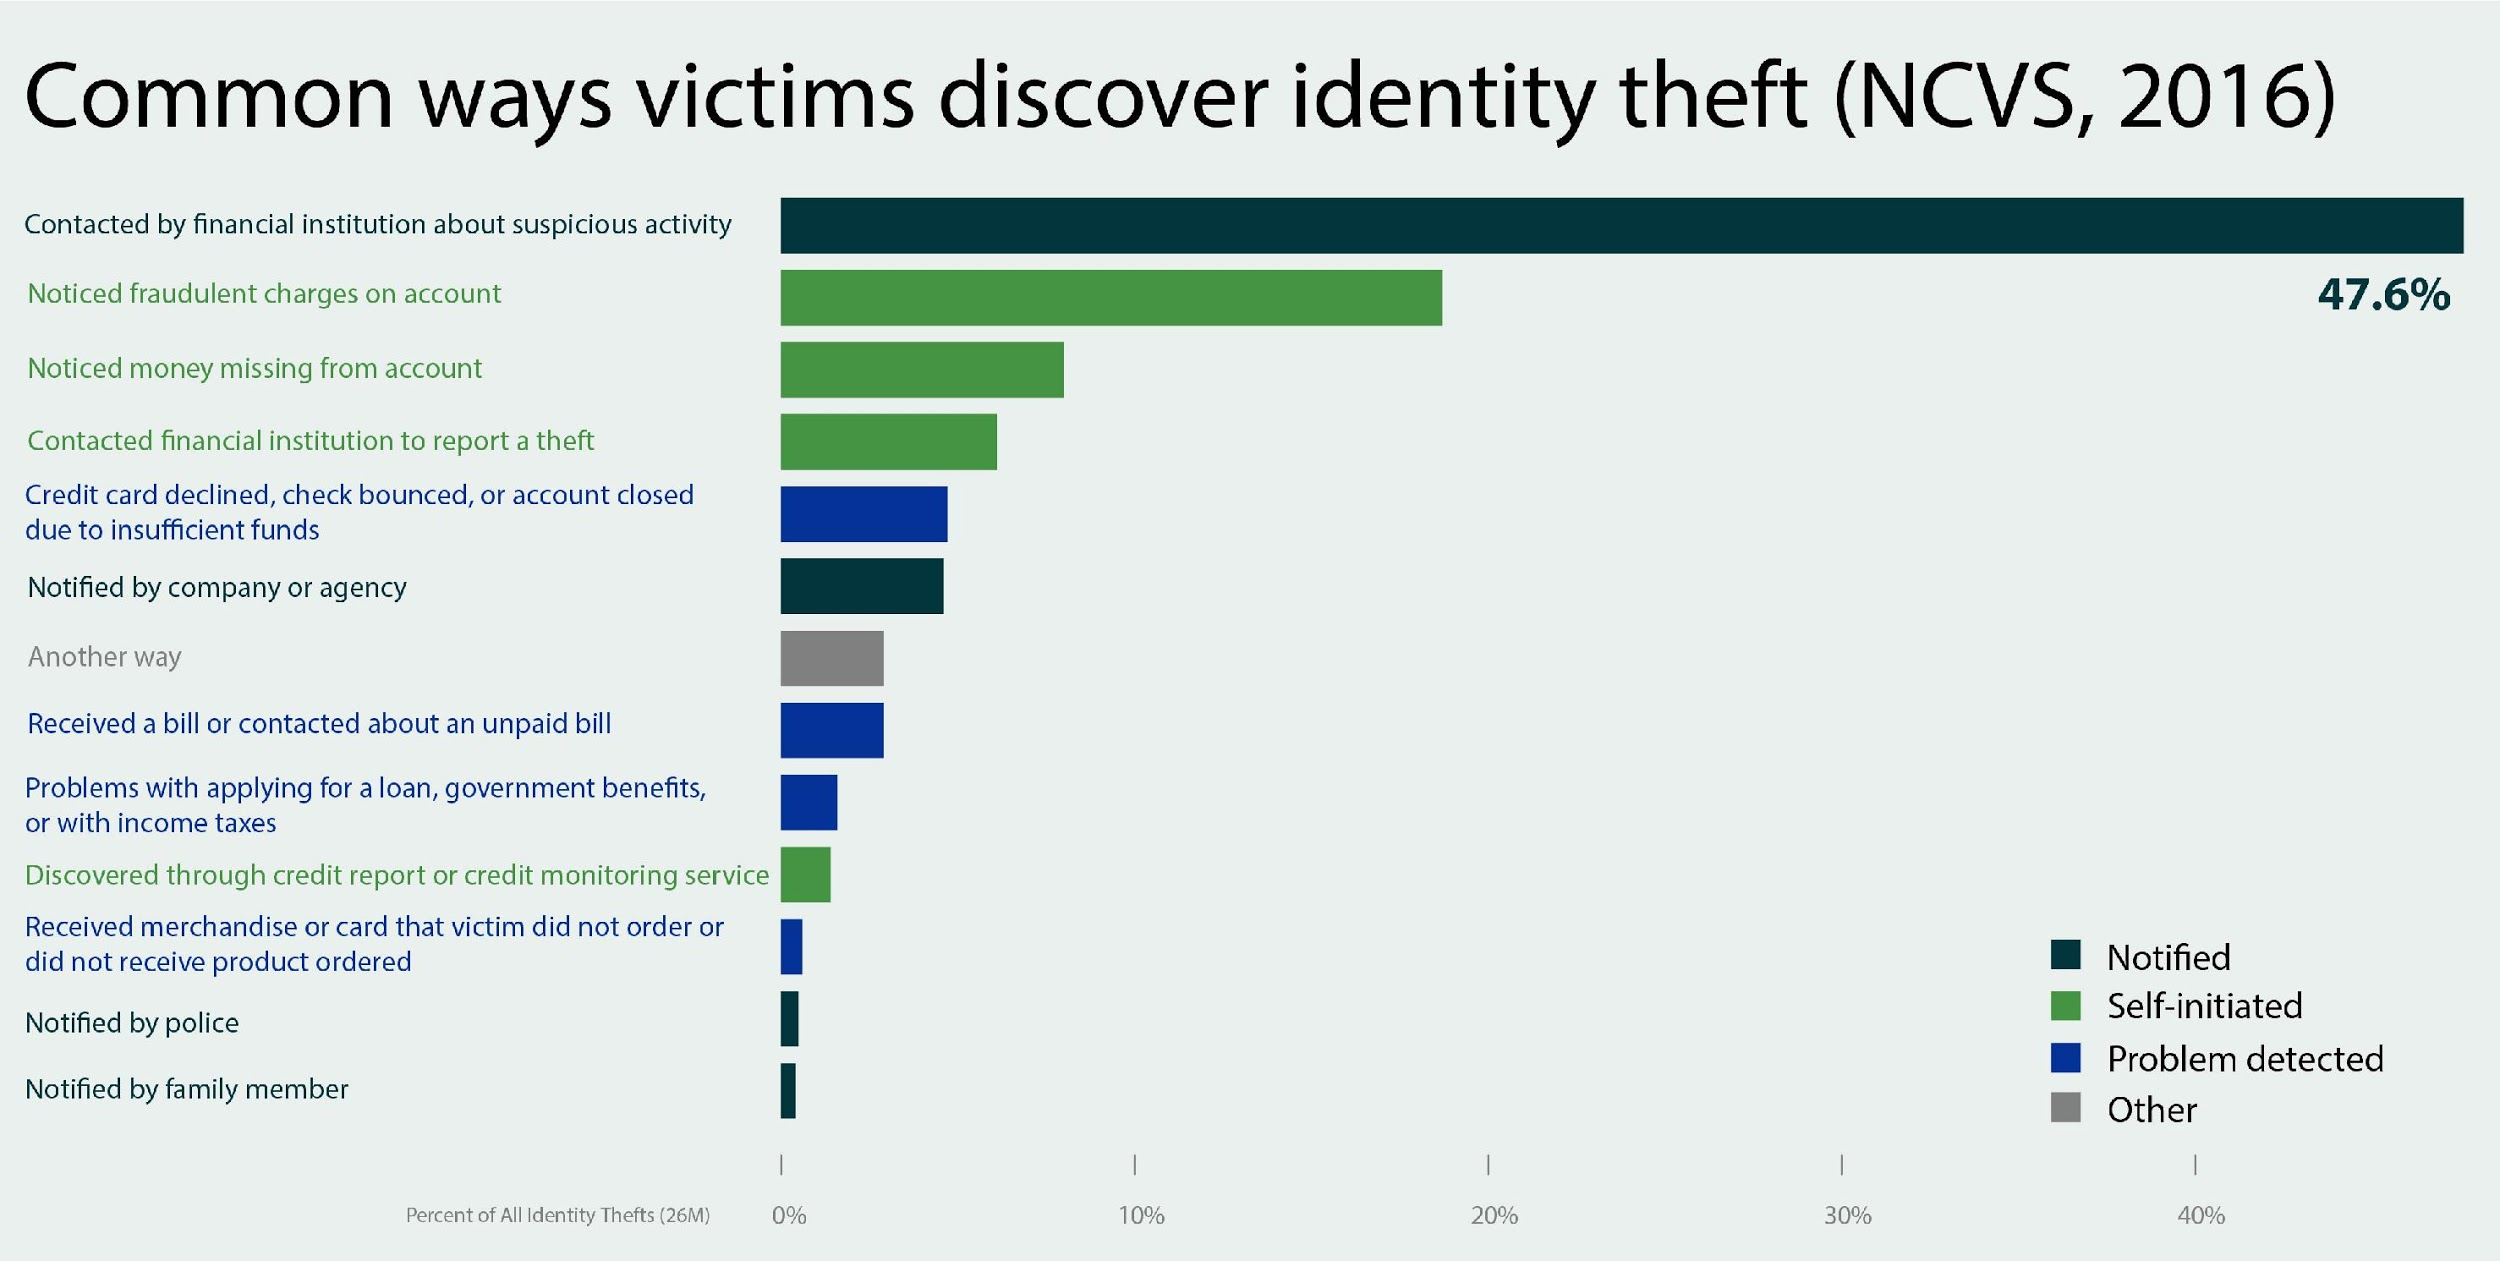 Common ways victims discover identity theft (NCVS, 2016)
Contacted by financial institution about suspicious activity
Noticed fraudulent charges on account
47.6%
Noticed money missing from account
Contacted financial institution to report a theft
Credit card declined, check bounced, or account closed
due to insufficient funds
Notified by company or agency
Another way
Received a bill or contacted about an unpaid bill
Problems with applying for a loan, government benefits,
or with income taxes
Discovered through credit report or credit monitoring service
Received merchandise or card that victim did not order or
did not receive product ordered
Notified by police
Notified by family member
Notified
Self-initiated
Problem detected
Other
Percent of All Identity Thefts (26M)
0%
10%
20%
30%
40%